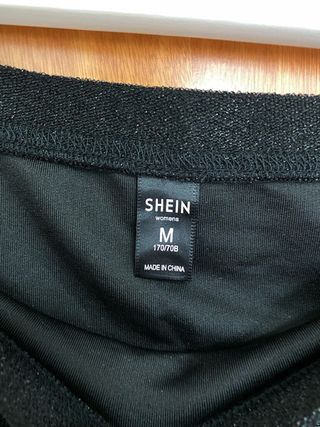 SHEIN
womens
M
170/70B
MADE IN CHINA